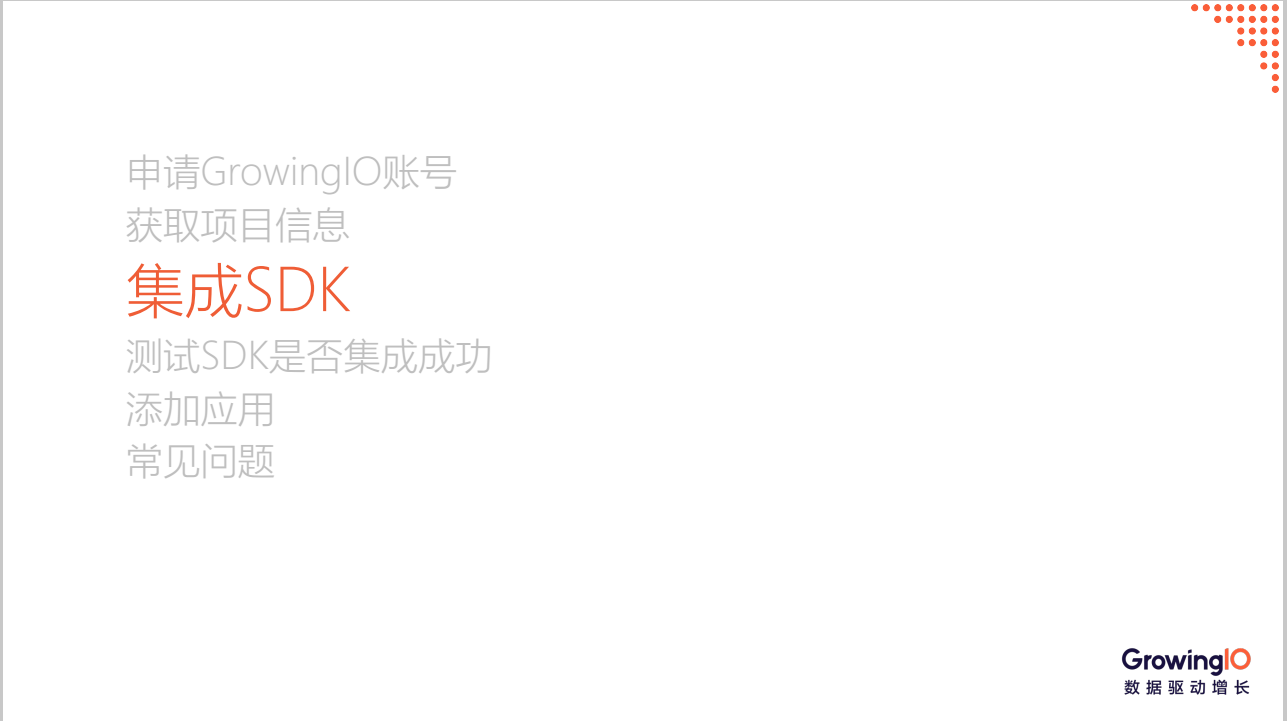 申请GrowingIO账号
获取项目信息
集成SDK
测试SDK是否集成成功
添加应用
常见问题
GrowingIO
数据驱动增长